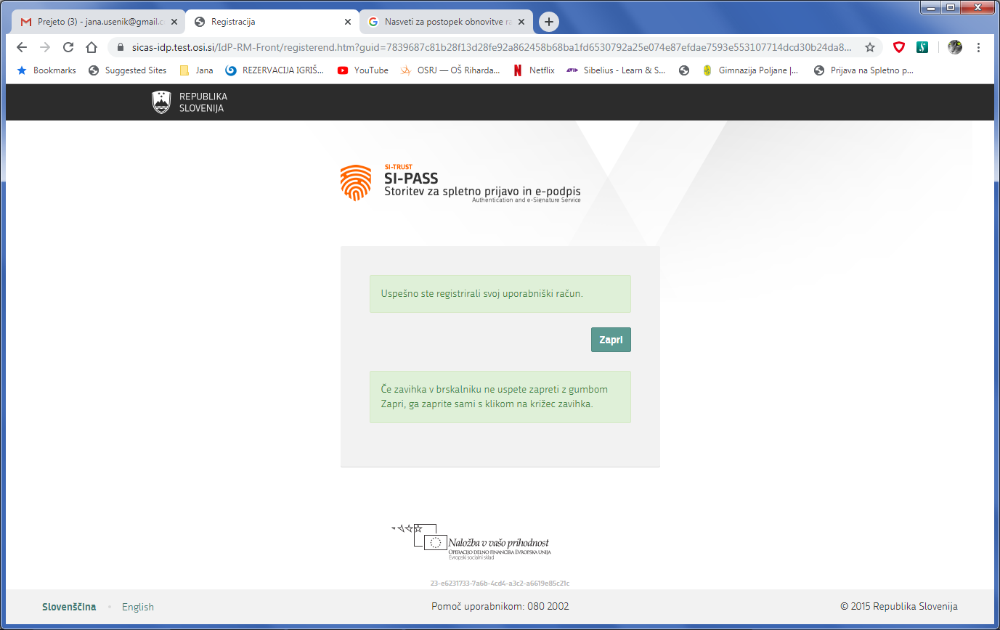 Prejeto (3) - jana.usenik@gmail.c
Registracija
Nasveti za postopek obnovitve ra
sicas-idp.test.osi.si/IdP-RM-Front/registerend.htm?guid=7839687c81b28f13d28fe92a862458b68ba1fd6530792a25e074e87efdae7593e553107714dcd30b24da8...
Bookmarks
Suggested Sites
Jana
REZERVACIJA IGRIŠ...
YouTube
OSRJ — OŠ Riharda...
Netflix
Sibelius - Learn & S...
Gimnazija Poljane |...
Prijava na Spletno p...
REPUBLIKA
SLOVENIJA
SI-TRUST
SI-PASS
Storitev za spletno prijavo in e-podpis
Authentication and e-Signature Service
Uspešno ste registrirali svoj uporabniški račun.
Zapri
Če zavihka v brskalniku ne uspete zapreti z gumbom
Zapri, ga zaprite sami s klikom na križec zavihka.
Naložba v vašo prihodnost
OPERACIJO DELNO FINANCIRA EVROPSKA UNIJA
Evropski socialni sklad
23-e6231733-7a6b-4cd4-a3c2-a6619e85c21c
Slovenščina • English
Pomoč uporabnikom: 080 2002
© 2015 Republika Slovenija